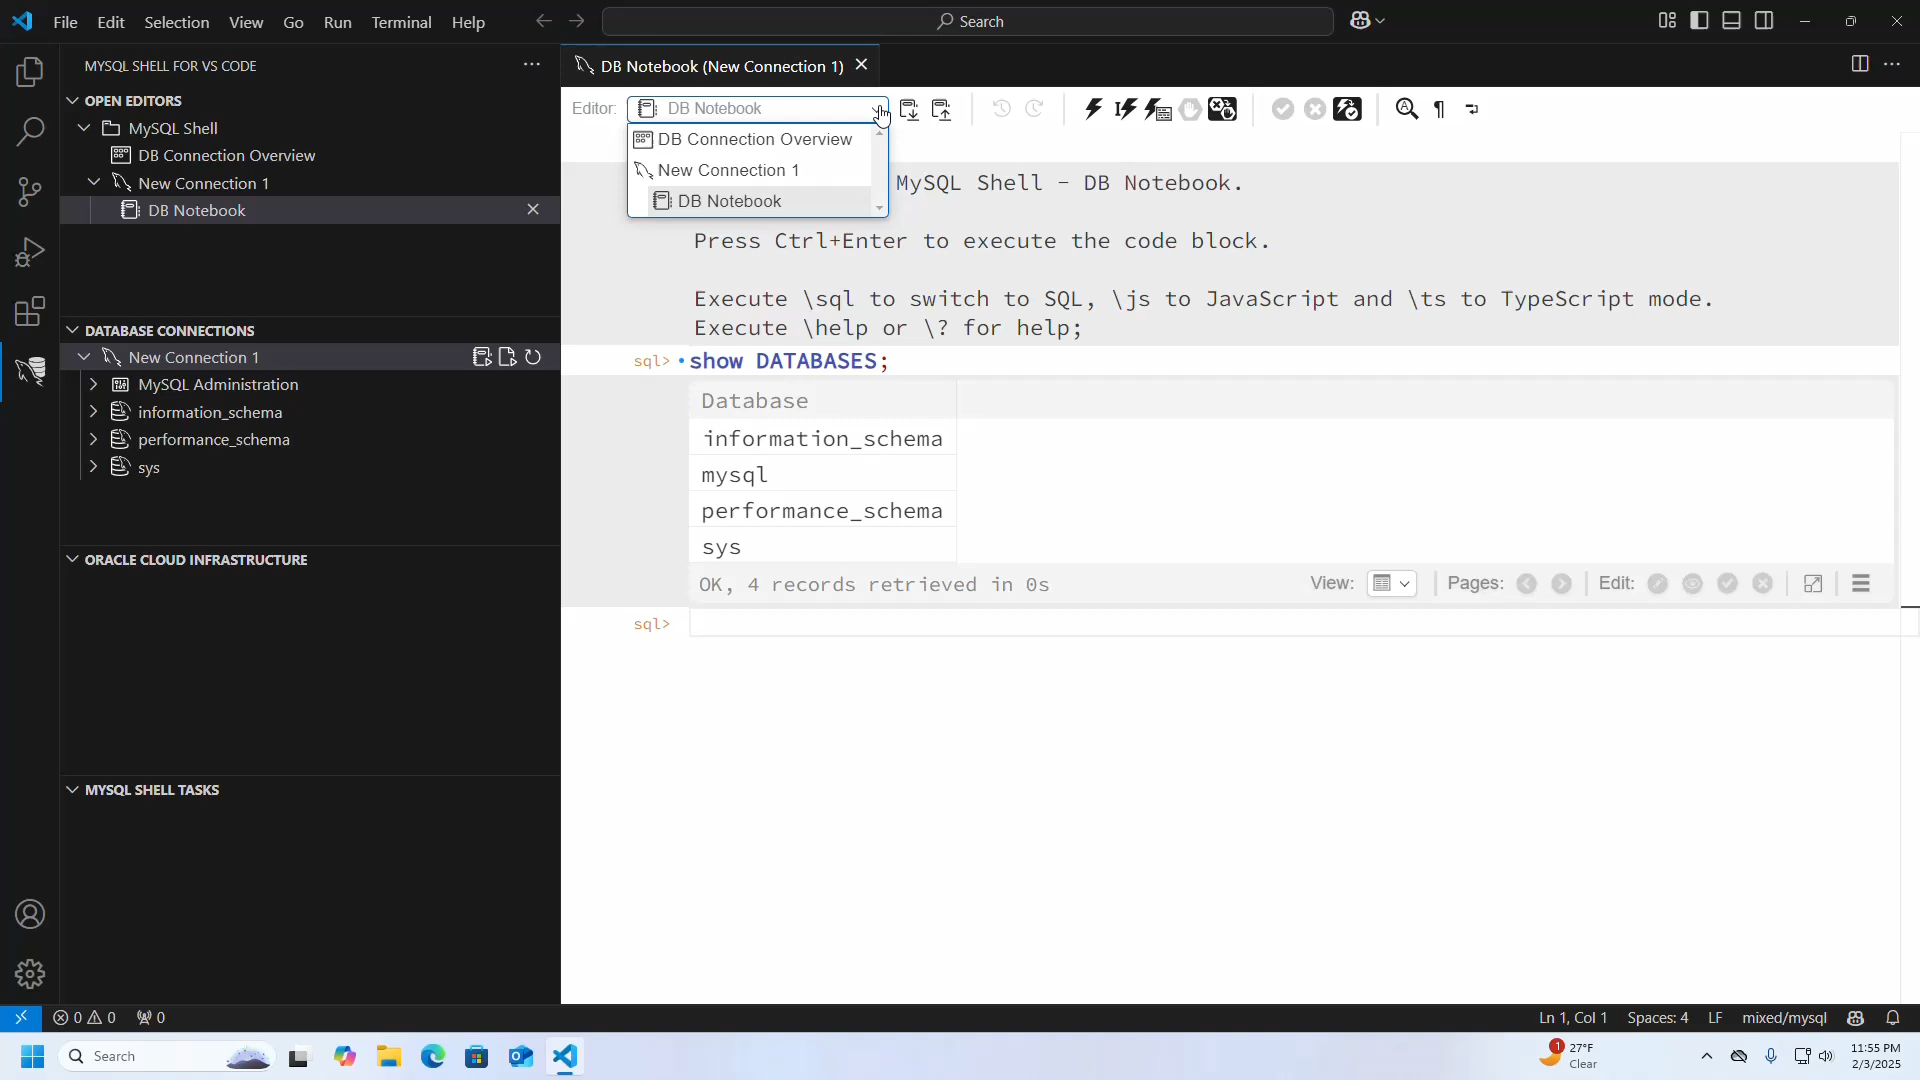 File Edit Selection View Go Run Terminal Help
Search
MYSQL SHELL FOR VS CODE
OPEN EDITORS
MySQL Shell
DB Connection Overview
New Connection 1
DB Notebook
DATABASE CONNECTIONS
New Connection 1
MySQL Administration
information_schema
performance_schema
sys
ORACLE CLOUD INFRASTRUCTURE
MYSQL SHELL TASKS
DB Notebook (New Connection 1)
Editor: DB Notebook
DB Connection Overview
New Connection 1
DB Notebook
MySQL Shell - DB Notebook.
Press Ctrl+Enter to execute the code block.
Execute \sql to switch to SQL, \js to JavaScript and \ts to TypeScript mode.
Execute \help or \? for help;
sql> show DATABASES;
Database
information_schema
mysql
performance_schema
sys
OK, 4 records retrieved in 0s View: Pages: Edit:
sql>
0 0 0 Ln 1, Col 1 Spaces: 4 LF mixed/mysql
Search
1
27°F
Clear
11:55 PM
2/3/2025